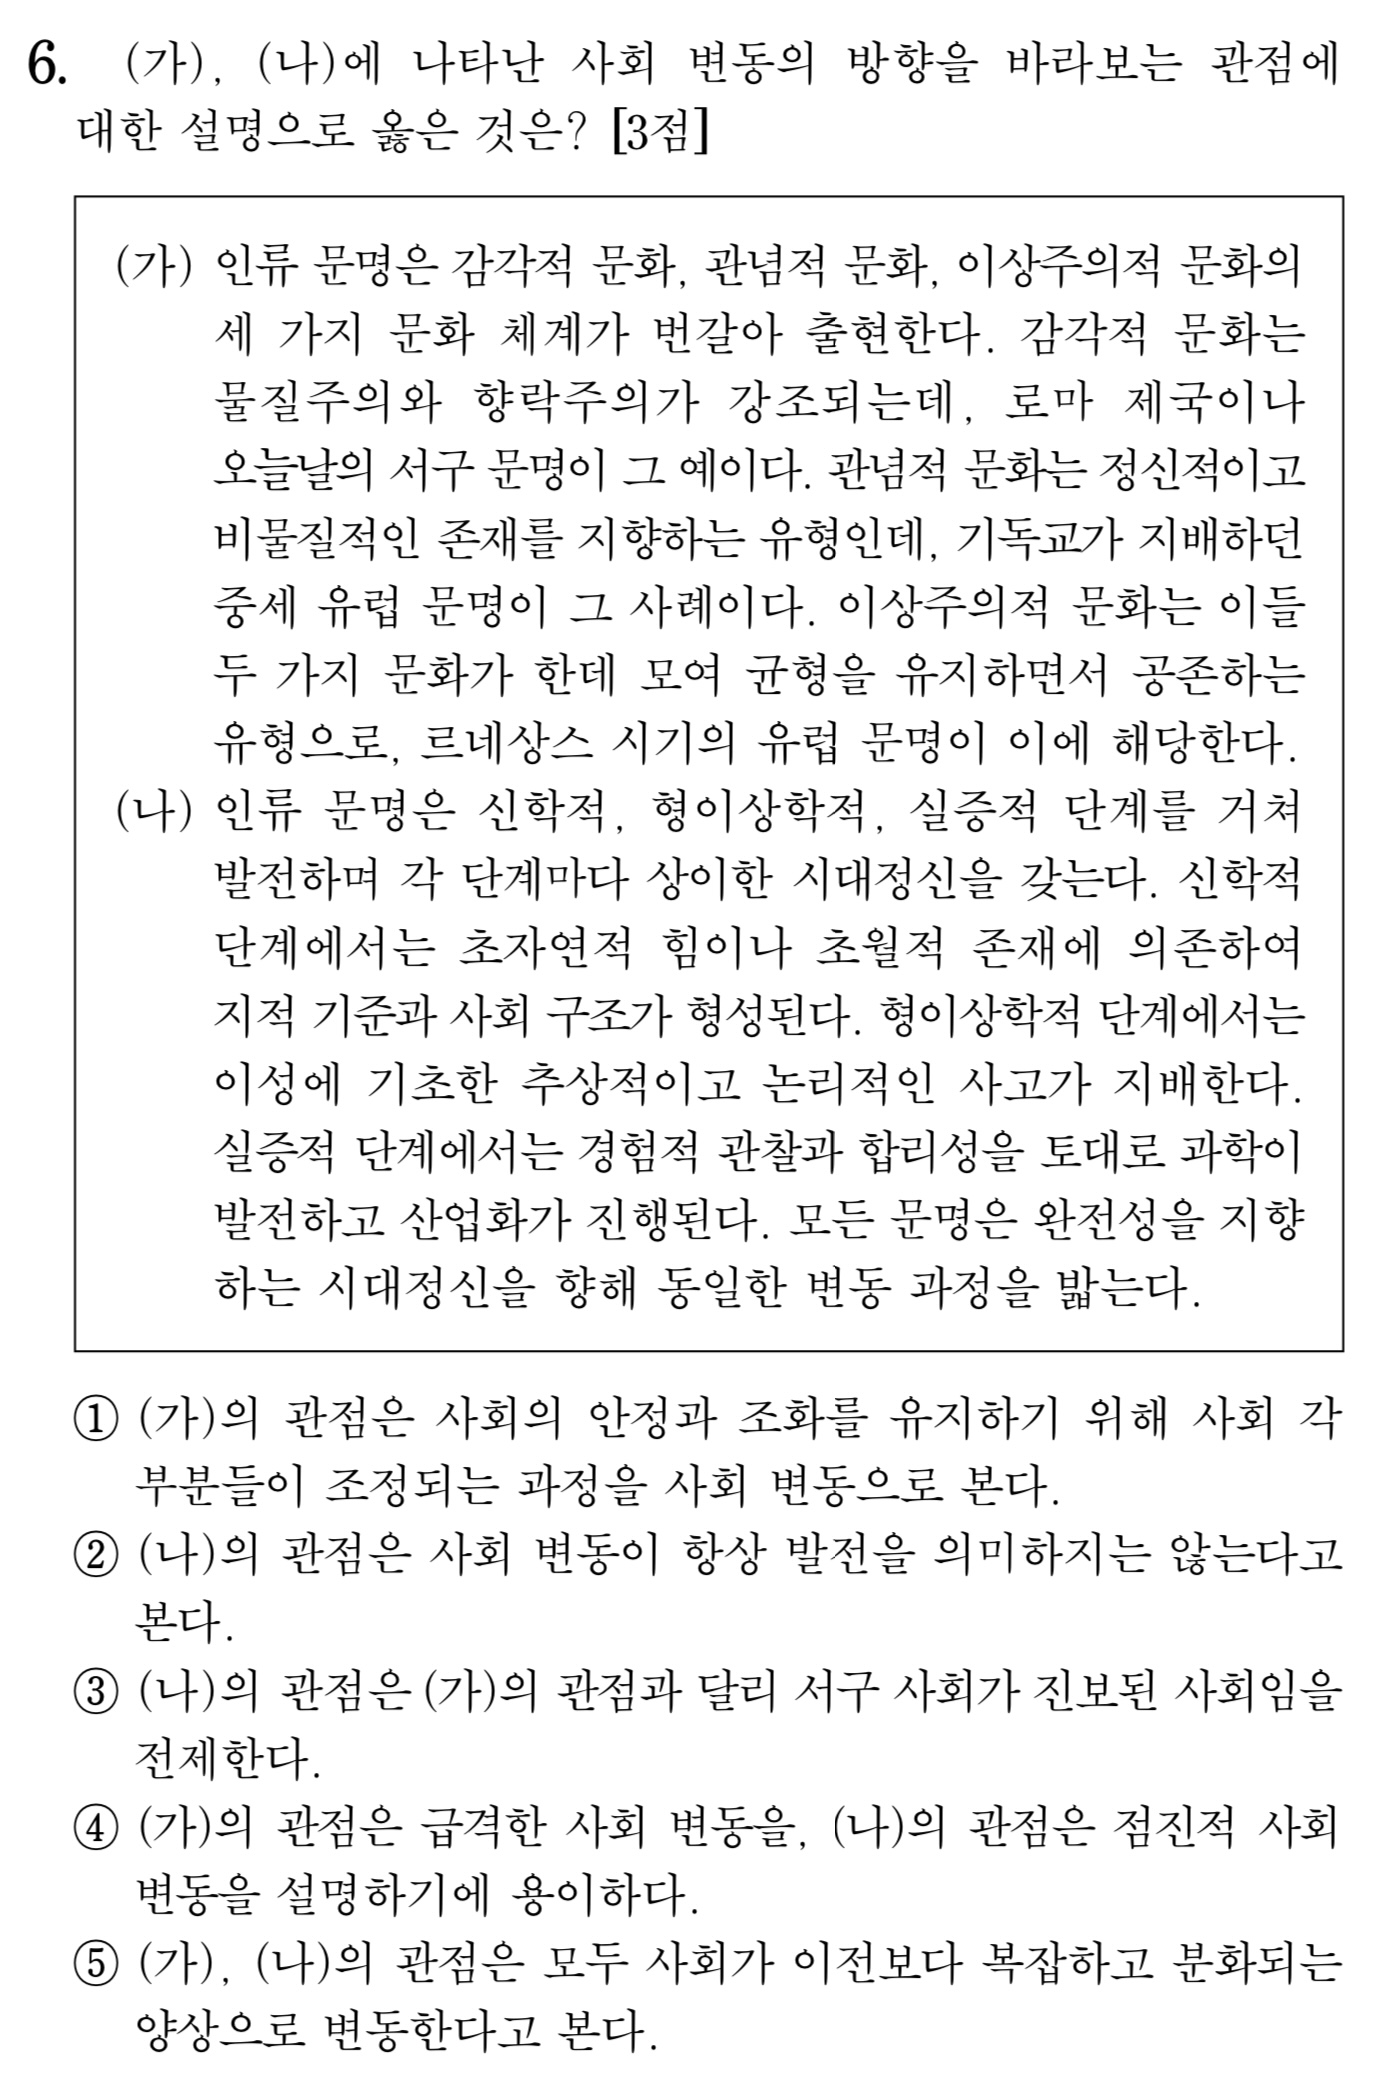 6. (가), (나)에 나타난 사회 변동의 방향을 바라보는 관점에
대한 설명으로 옳은 것은? [3점]
(가) 인류 문명은 감각적 문화, 관념적 문화, 이상주의적 문화의
세 가지 문화 체계가 번갈아 출현한다. 감각적 문화는
물질주의와 향락주의가 강조되는데, 로마 제국이나
오늘날의 서구 문명이 그 예이다. 관념적 문화는 정신적이고
비물질적인 존재를 지향하는 유형인데, 기독교가 지배하던
중세 유럽 문명이 그 사례이다. 이상주의적 문화는 이들
두 가지 문화가 한데 모여 균형을 유지하면서 공존하는
유형으로, 르네상스 시기의 유럽 문명이 이에 해당한다.
(나) 인류 문명은 신학적, 형이상학적, 실증적 단계를 거쳐
발전하며 각 단계마다 상이한 시대정신을 갖는다. 신학적
단계에서는 초자연적 힘이나 초월적 존재에 의존하여
지적 기준과 사회 구조가 형성된다. 형이상학적 단계에서는
이성에 기초한 추상적이고 논리적인 사고가 지배한다.
실증적 단계에서는 경험적 관찰과 합리성을 토대로 과학이
발전하고 산업화가 진행된다. 모든 문명은 완전성을 지향
하는 시대정신을 향해 동일한 변동 과정을 밟는다.
① (가)의 관점은 사회의 안정과 조화를 유지하기 위해 사회 각
부분들이 조정되는 과정을 사회 변동으로 본다.
② (나)의 관점은 사회 변동이 항상 발전을 의미하지는 않는다고
본다.
③ (나)의 관점은 (가)의 관점과 달리 서구 사회가 진보된 사회임을
전제한다.
④ (가)의 관점은 급격한 사회 변동을, (나)의 관점은 점진적 사회
변동을 설명하기에 용이하다.
⑤ (가), (나)의 관점은 모두 사회가 이전보다 복잡하고 분화되는
양상으로 변동한다고 본다.